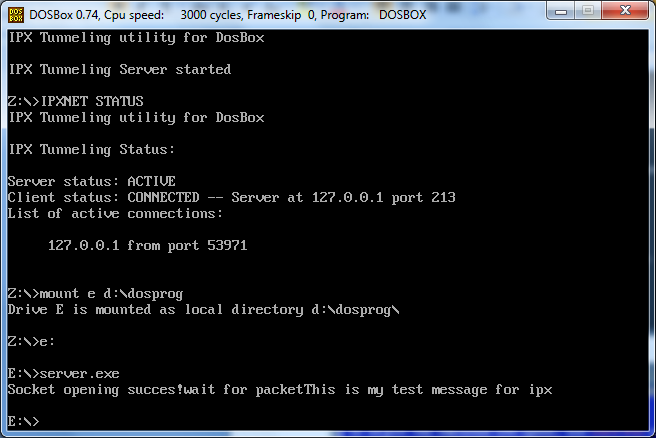 DOSBox 0.74, Cpu speed: 3000 cycles, Frameskip 0, Program: DOSBOX
IPX Tunneling utility for DosBox
IPX Tunneling Server started
Z:\>IPXNET STATUS
IPX Tunneling utility for DosBox
IPX Tunneling Status:
Server status: ACTIVE
Client status: CONNECTED -- Server at 127.0.0.1 port 213
List of active connections:
127.0.0.1 from port 53971
Z:\>mount e d:\dosprog
Drive E is mounted as local directory d:\dosprog\
Z:\>e:
E:\>server.exe
Socket opening succes!wait for packetThis is my test message for ipx
E:\>